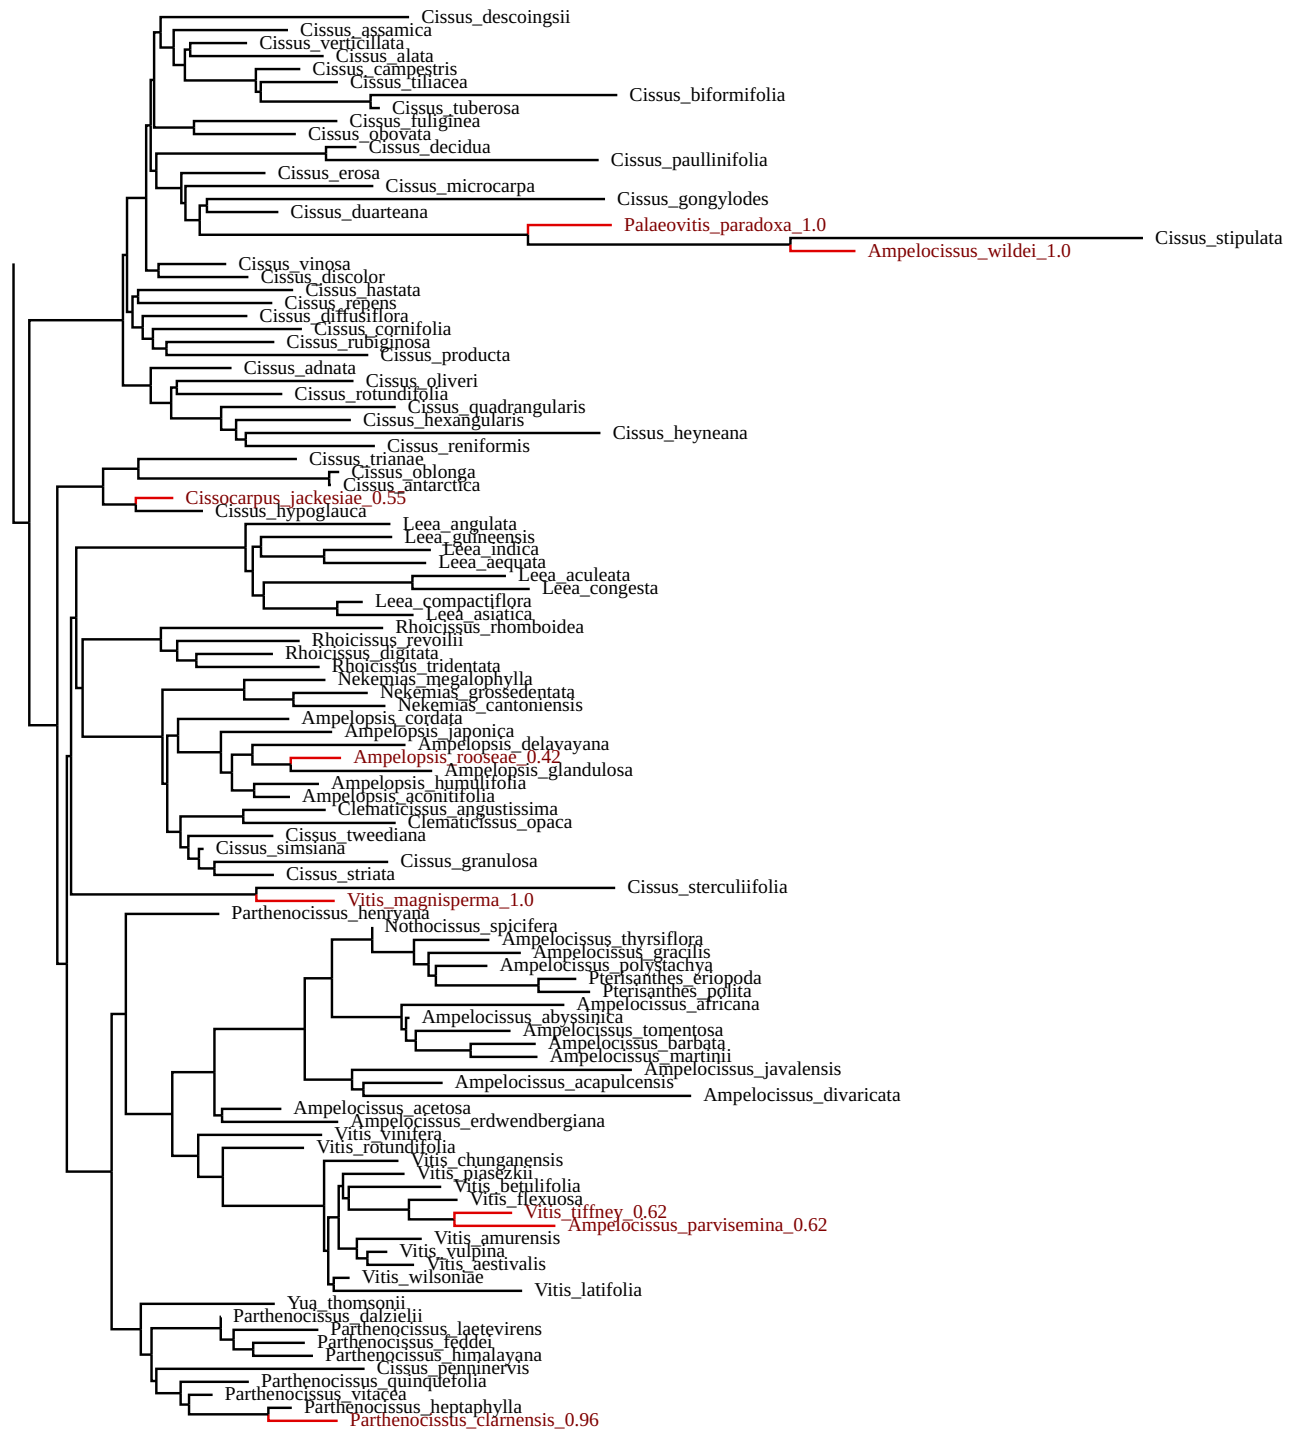 Cissus_descoingsii
Cissus_assamica
Cissus_verticillata
Cissus_alata
Cissus_campestris
Cissus_tiliacea
Cissus_biformifolia
Cissus_tuberosa
Cissus_fuliginea
Cissus_obovata
Cissus_decidua
Cissus_paullinifolia
Cissus_erosa
Cissus_microcarpa
Cissus_gongylodes
Cissus_duarteana
Palaeovitis_paradoxa_1.0
Cissus_stipulata
Ampelocissus_wildei_1.0
Cissus_vinosa
Cissus_discolor
Cissus_hastata
Cissus_repens
Cissus_diffusiflora
Cissus_cornifolia
Cissus_rubiginosa
Cissus_producta
Cissus_adnata
Cissus_oliveri
Cissus_rotundifolia
Cissus_quadrangularis
Cissus_hexangularis
Cissus_heyneana
Cissus_reniformis
Cissus_trianae
Cissus_oblonga
Cissus_antarctica
Cissocarpus_jackesiae_0.55
Cissus_hypoglauca
Leea_angulata
Leea_guineensis
Leea_indica
Leea_aequata
Leea_aculeata
Leea_congesta
Leea_compactiflora
Leea_asiatica
Rhoicissus_rhomboidea
Rhoicissus_revoilii
Rhoicissus_digitata
Rhoicissus_tridentata
Nekemias_megalophylla
Nekemias_grossedentata
Nekemias_cantoniensis
Ampelopsis_cordata
Ampelopsis_japonica
Ampelopsis_delavayana
Ampelopsis_rooseae_0.42
Ampelopsis_glandulosa
Ampelopsis_humulifolia
Ampelopsis_aconitifolia
Clematicissus_angustissima
Clematicissus_opaca
Cissus_tweediana
Cissus_simsiana
Cissus_granulosa
Cissus_striata
Cissus_sterculiifolia
Vitis_magnisperma_1.0
Parthenocissus_henryana
Nothocissus_spicifera
Ampelocissus_thyrsiflora
Ampelocissus_gracilis
Ampelocissus_polystachya
Pterisanthes_eriopoda
Pterisanthes_polita
Ampelocissus_africana
Ampelocissus_abyssinica
Ampelocissus_tomentosa
Ampelocissus_barbata
Ampelocissus_martinii
Ampelocissus_javalensis
Ampelocissus_acapulcensis
Ampelocissus_divaricata
Ampelocissus_acetosa
Ampelocissus_erdwendbergiana
Vitis_vinifera
Vitis_rotundifolia
Vitis_chunganensis
Vitis_piasezkii
Vitis_betulifolia
Vitis_flexuosa
Vitis_tiffney_0.62
Ampelocissus_parvisemina_0.62
Vitis_amurensis
Vitis_vulpina
Vitis_aestivalis
Vitis_wilsoniae
Vitis_latifolia
Yua_thomsonii
Parthenocissus_dalzielii
Parthenocissus_laetevirens
Parthenocissus_feddei
Parthenocissus_himalayana
Cissus_penninervis
Parthenocissus_quinquefolia
Parthenocissus_vitacea
Parthenocissus_heptaphylla
Parthenocissus_clarnensis_0.96